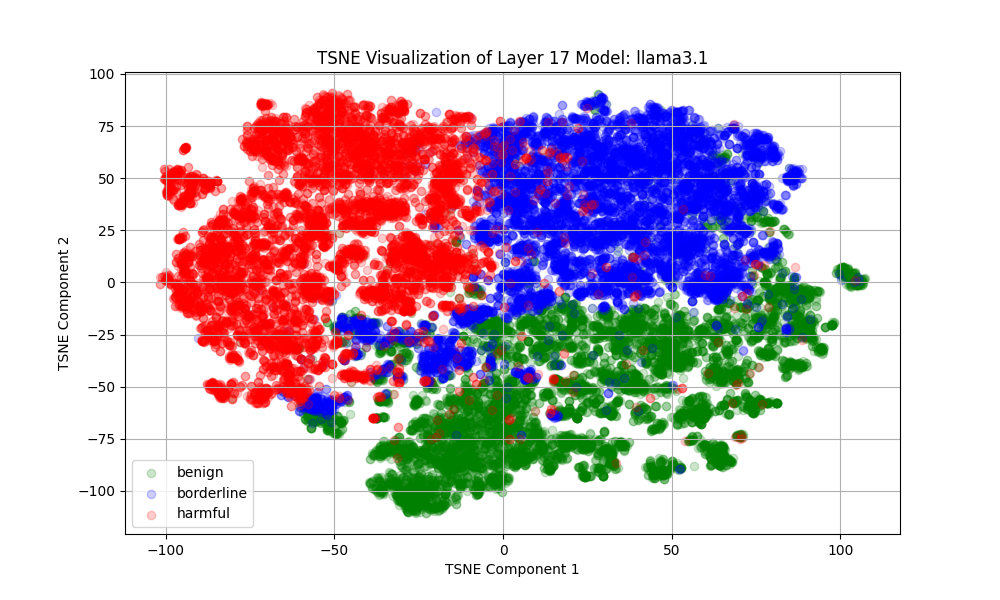 TSNE Visualization of Layer 17 Model: llama3.1
TSNE Component 2
100
75
50
25
0
−25
−50
−75
−100
benign
borderline
harmful
−100
−50
0
50
100
TSNE Component 1